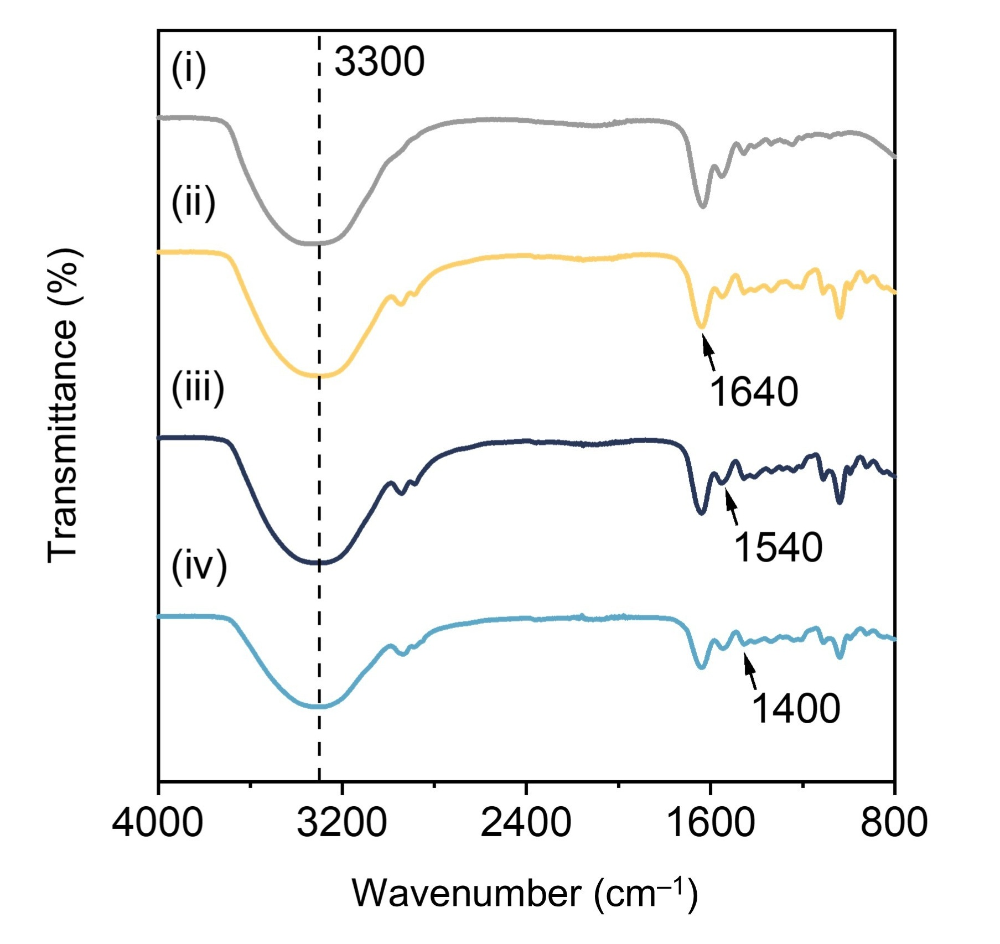 (i)
3300
(ii)
1640
(iii)
1540
(iv)
1400
Transmittance (%)
4000 3200 2400 1600 800
Wavenumber (cm⁻¹)